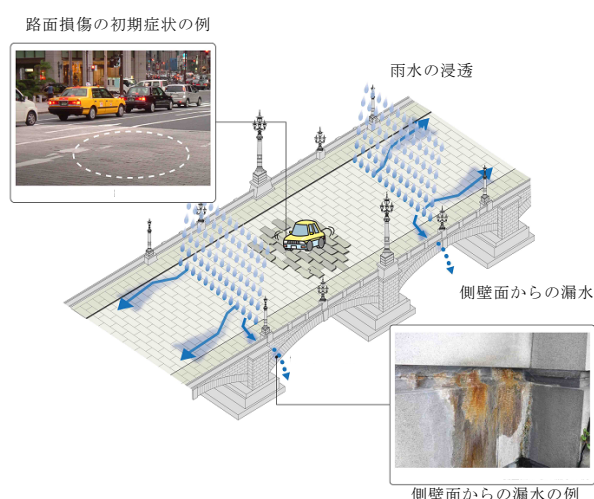 路面損傷の初期症状の例
雨水の浸透
側壁面からの漏水
側壁面からの漏水の例